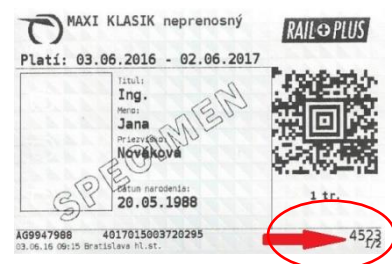 MAXI KLASIK neprenosný
RAIL PLUS
Platí: 03.06.2016 - 02.06.2017
Titul:
Ing.
Meno:
Jana
Priezvisko:
Nováková
Dátum narodenia:
20.05.1988
SPECIMEN
1 tr.
AG9947988 4017015003720295
4523
1/2
03.06.16 09:15 Bratislava hl.st.